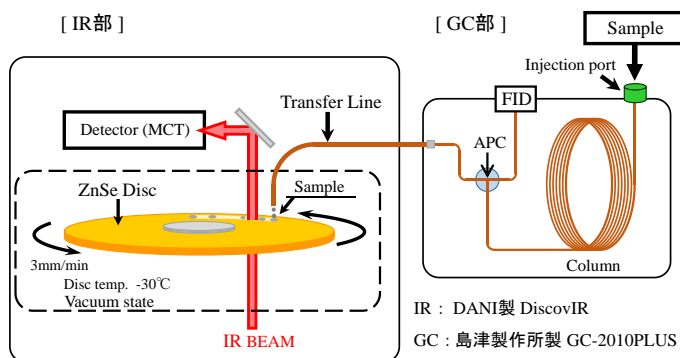 [ IR部 ]
[ GC部 ]
Sample
Injection port
FID
Transfer Line
Detector (MCT)
APC
ZnSe Disc
Sample
3mm/min
Disc temp. -30℃
Vacuum state
Column
IR BEAM
IR : DANI製 DiscovIR
GC : 島津製作所製 GC-2010PLUS